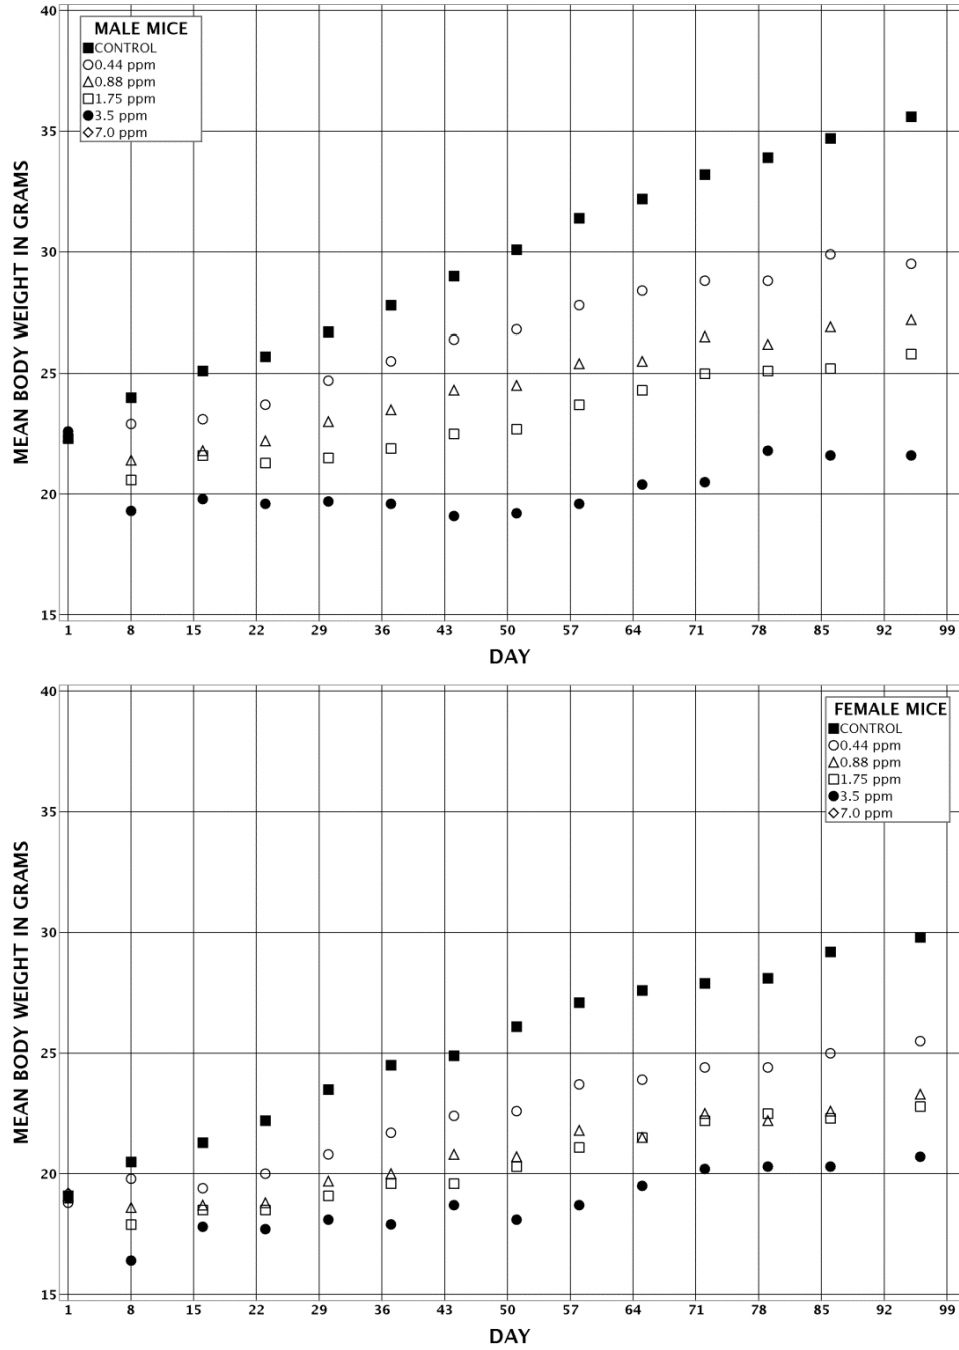 40
MALE MICE
CONTROL
0.44 ppm
0.88 ppm
1.75 ppm
3.5 ppm
7.0 ppm
35
30
25
20
15
MEAN BODY WEIGHT IN GRAMS
1 8 15 22 29 36 43 50 57 64 71 78 85 92 99
DAY
40
FEMALE MICE
CONTROL
0.44 ppm
0.88 ppm
1.75 ppm
3.5 ppm
7.0 ppm
35
30
25
20
15
MEAN BODY WEIGHT IN GRAMS
1 8 15 22 29 36 43 50 57 64 71 78 85 92 99
DAY